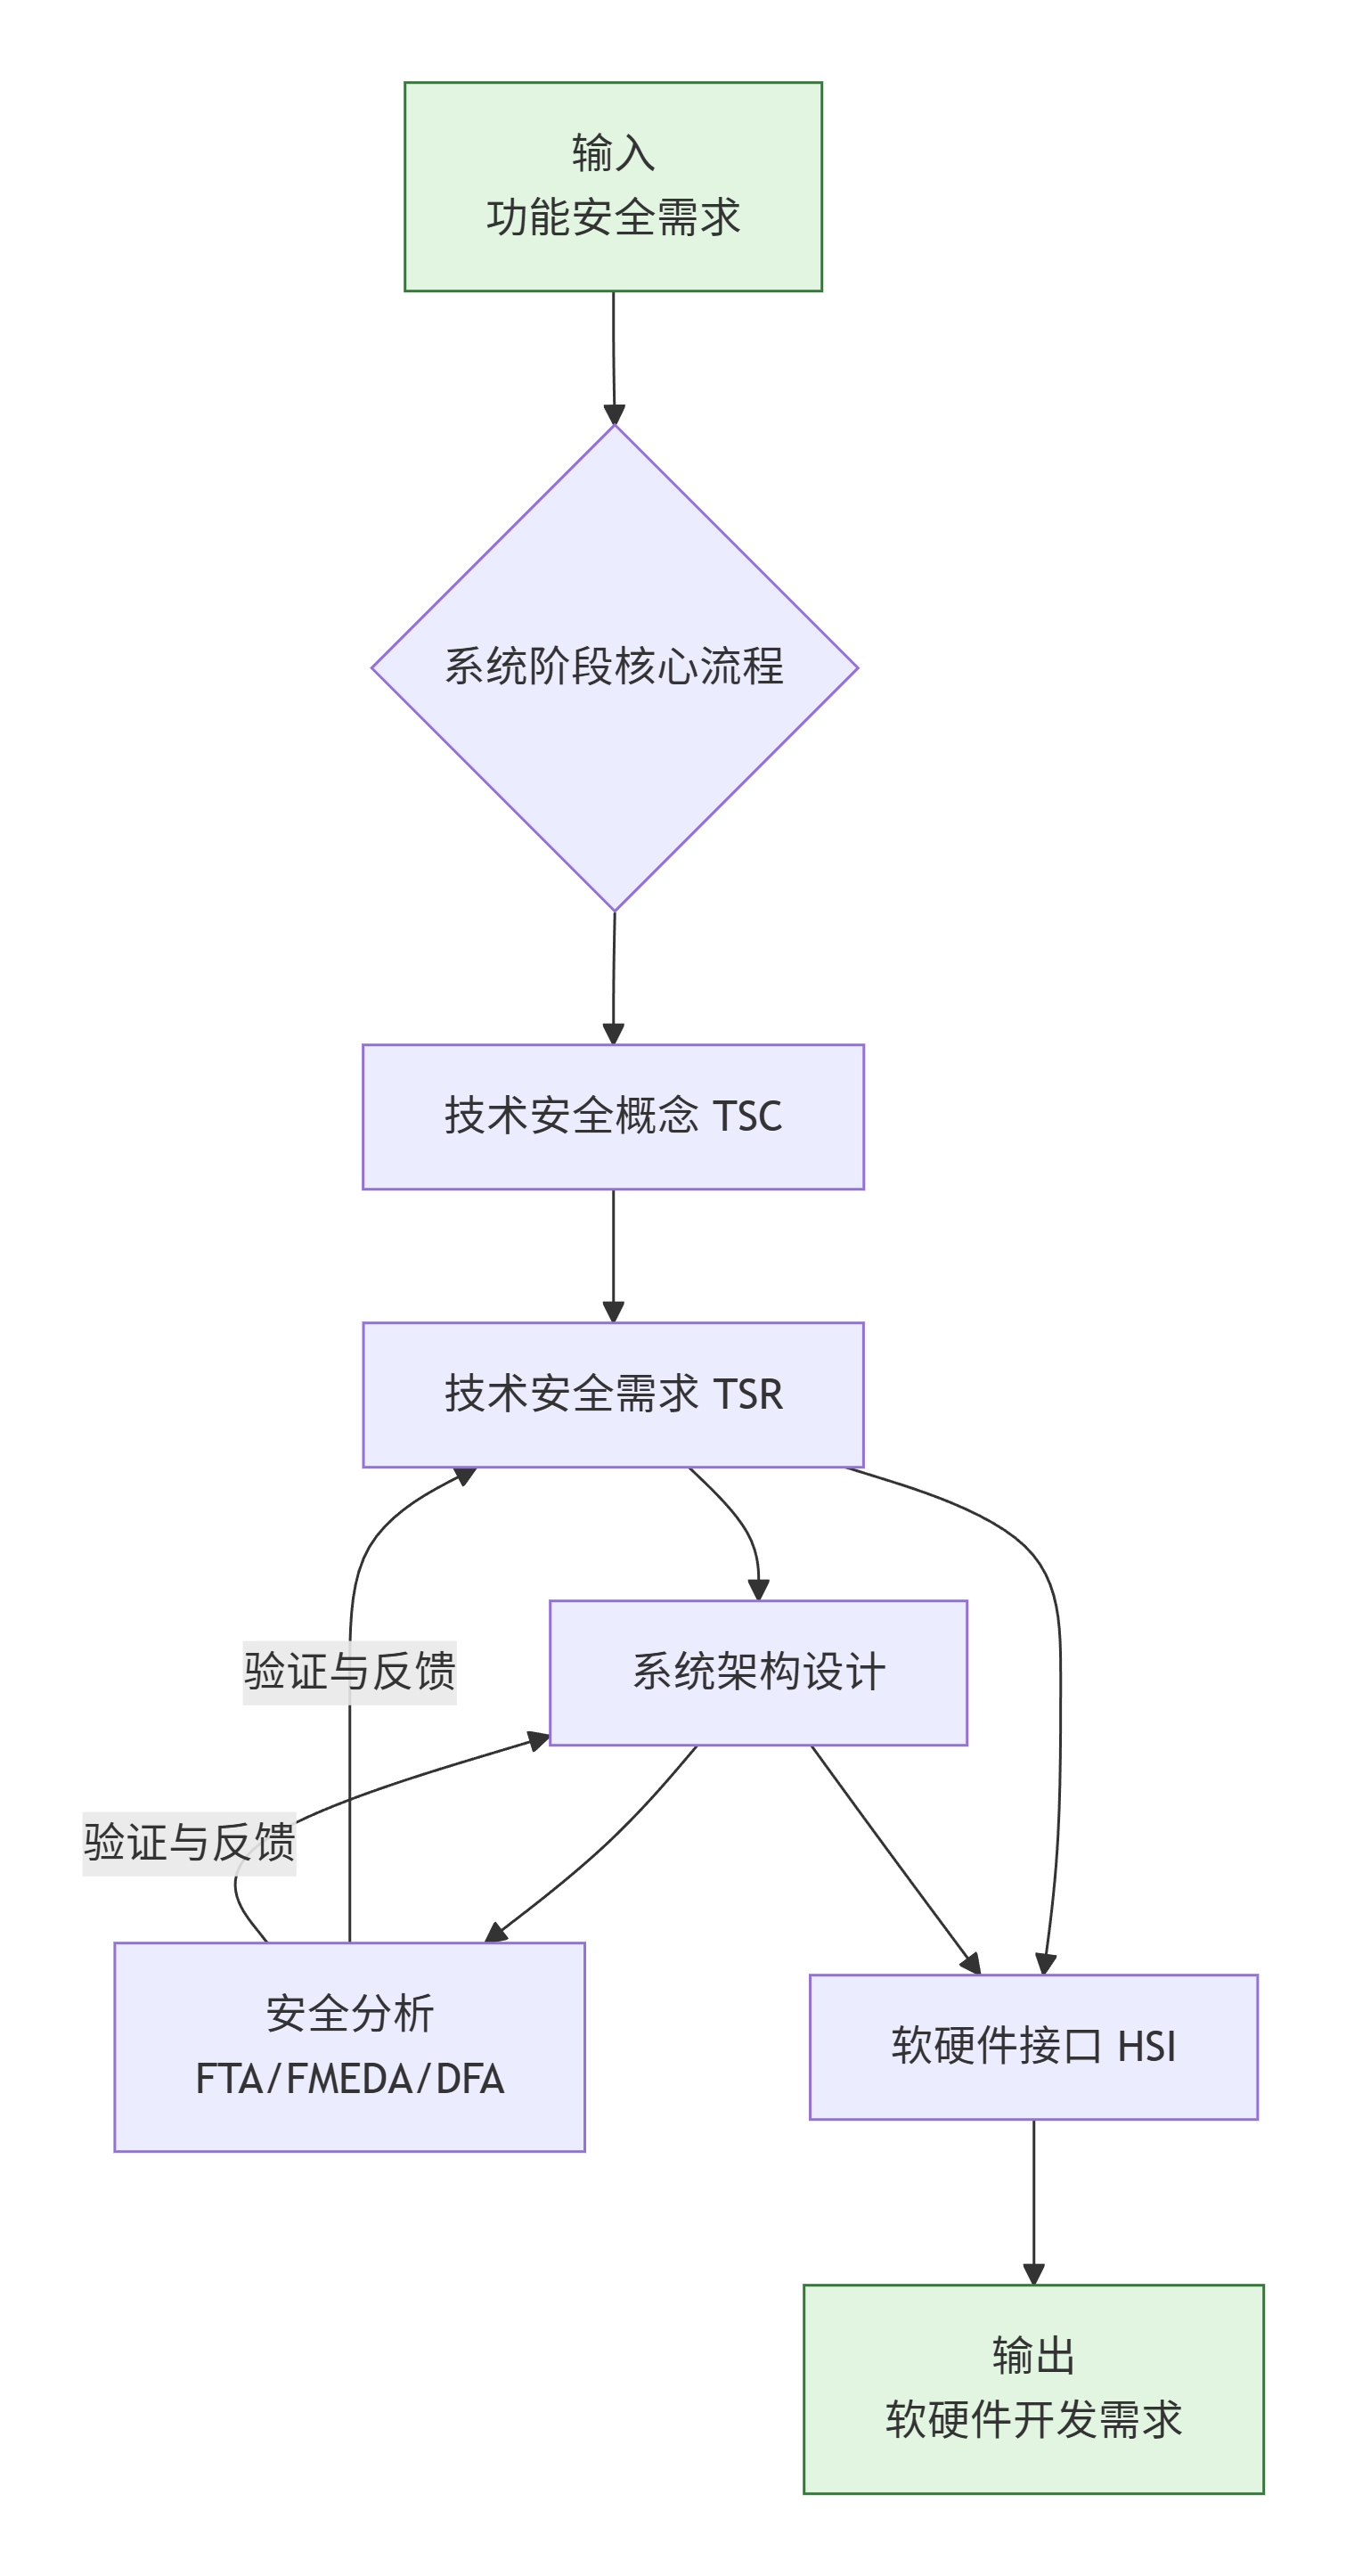 输入
功能安全需求
系统阶段核心流程
技术安全概念 TSC
技术安全需求 TSR
验证与反馈
系统架构设计
验证与反馈
安全分析
FTA/FMEDA/DFA
软硬件接口 HSI
输出
软硬件开发需求